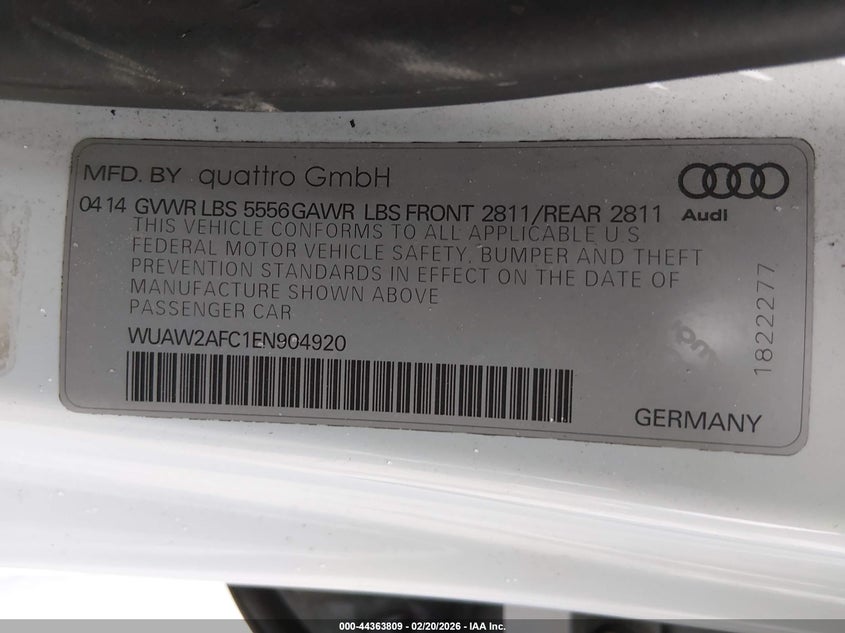 MFD. BY quattro GmbH
Audi
04 14 GVWR LBS 5556 GAWR LBS FRONT 2811/REAR 2811
THIS VEHICLE CONFORMS TO ALL APPLICABLE U S
FEDERAL MOTOR VEHICLE SAFETY, BUMPER AND THEFT
PREVENTION STANDARDS IN EFFECT ON THE DATE OF
MANUFACTURE SHOWN ABOVE
PASSENGER CAR
WUAW2AFC1EN904920
1822277
GERMANY
000-44363809 - 02/20/2026 - IAA Inc.